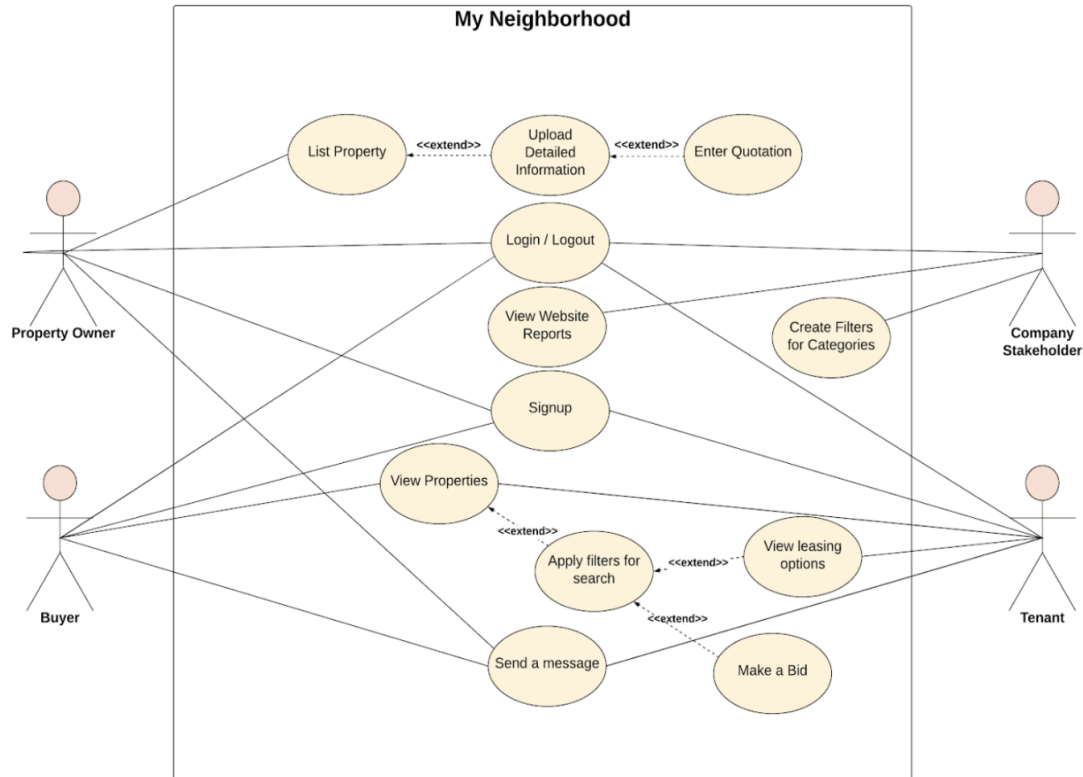 My Neighborhood
List Property
<<extend>>
Upload
Detailed
Information
<<extend>>
Enter Quotation
Login / Logout
Property Owner
View Website
Reports
Create Filters
for Categories
Company
Stakeholder
Signup
View Properties
<<extend>>
Apply filters for
search
<<extend>>
View leasing
options
Buyer
Tenant
<<extend>>
Send a message
Make a Bid